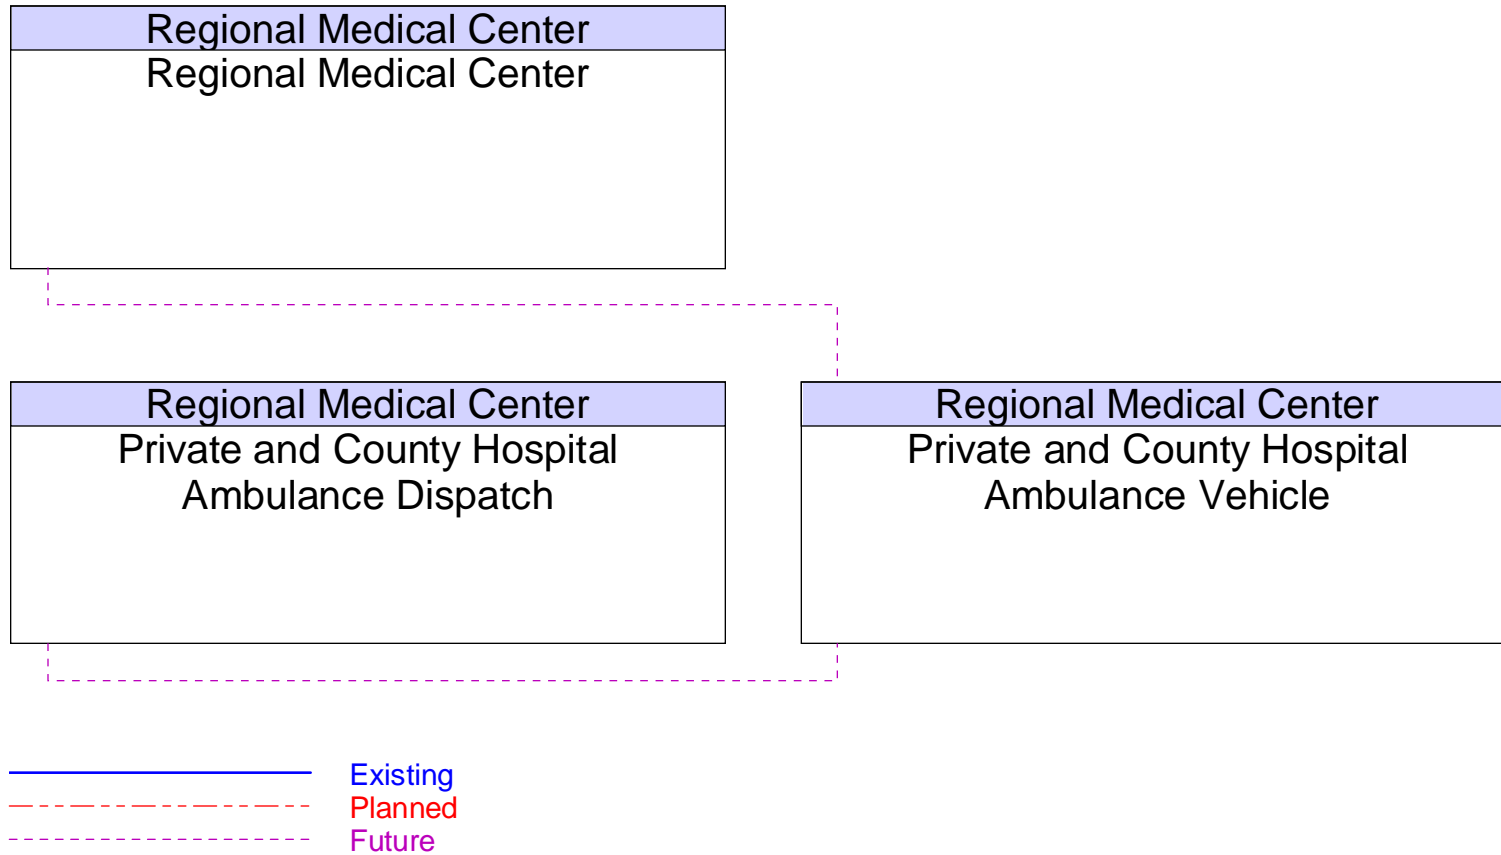 Regional Medical Center
Regional Medical Center
Regional Medical Center
Private and County Hospital
Ambulance Dispatch
Regional Medical Center
Private and County Hospital
Ambulance Vehicle
Existing
Planned
Future